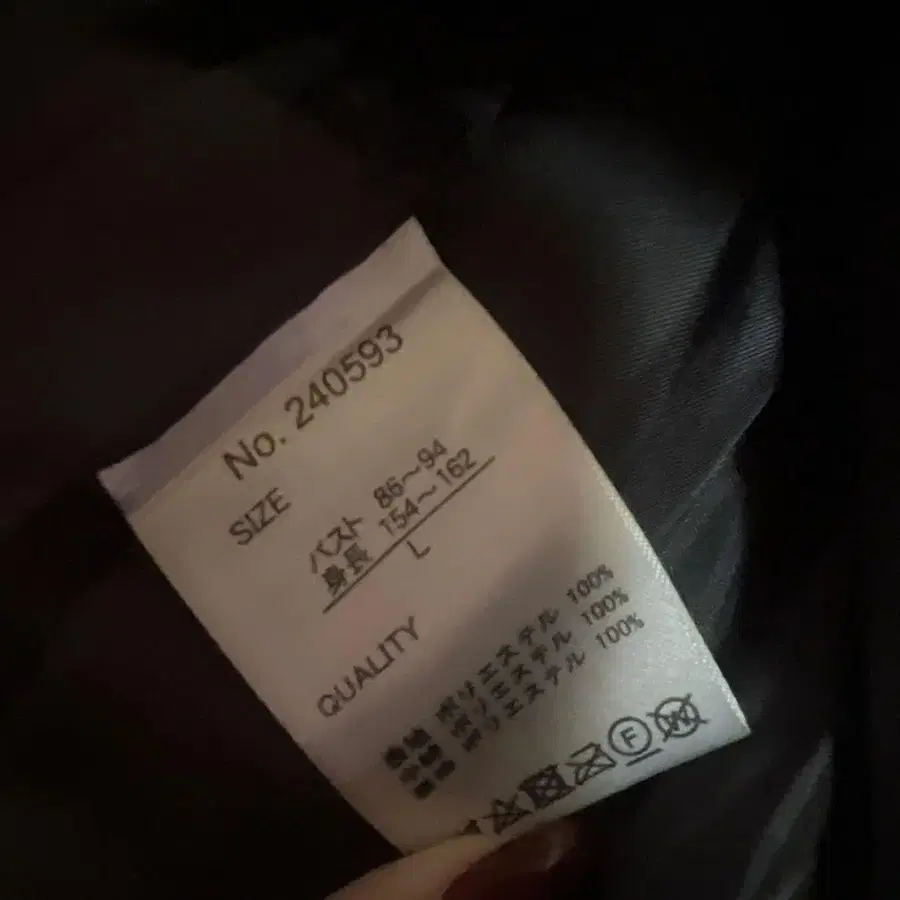 No. 240593
SIZE
バスト 86～94
身長 154～162
L
QUALITY
ポリエステル 100%
ポリエステル 100%
ポリエステル 100%
F
W